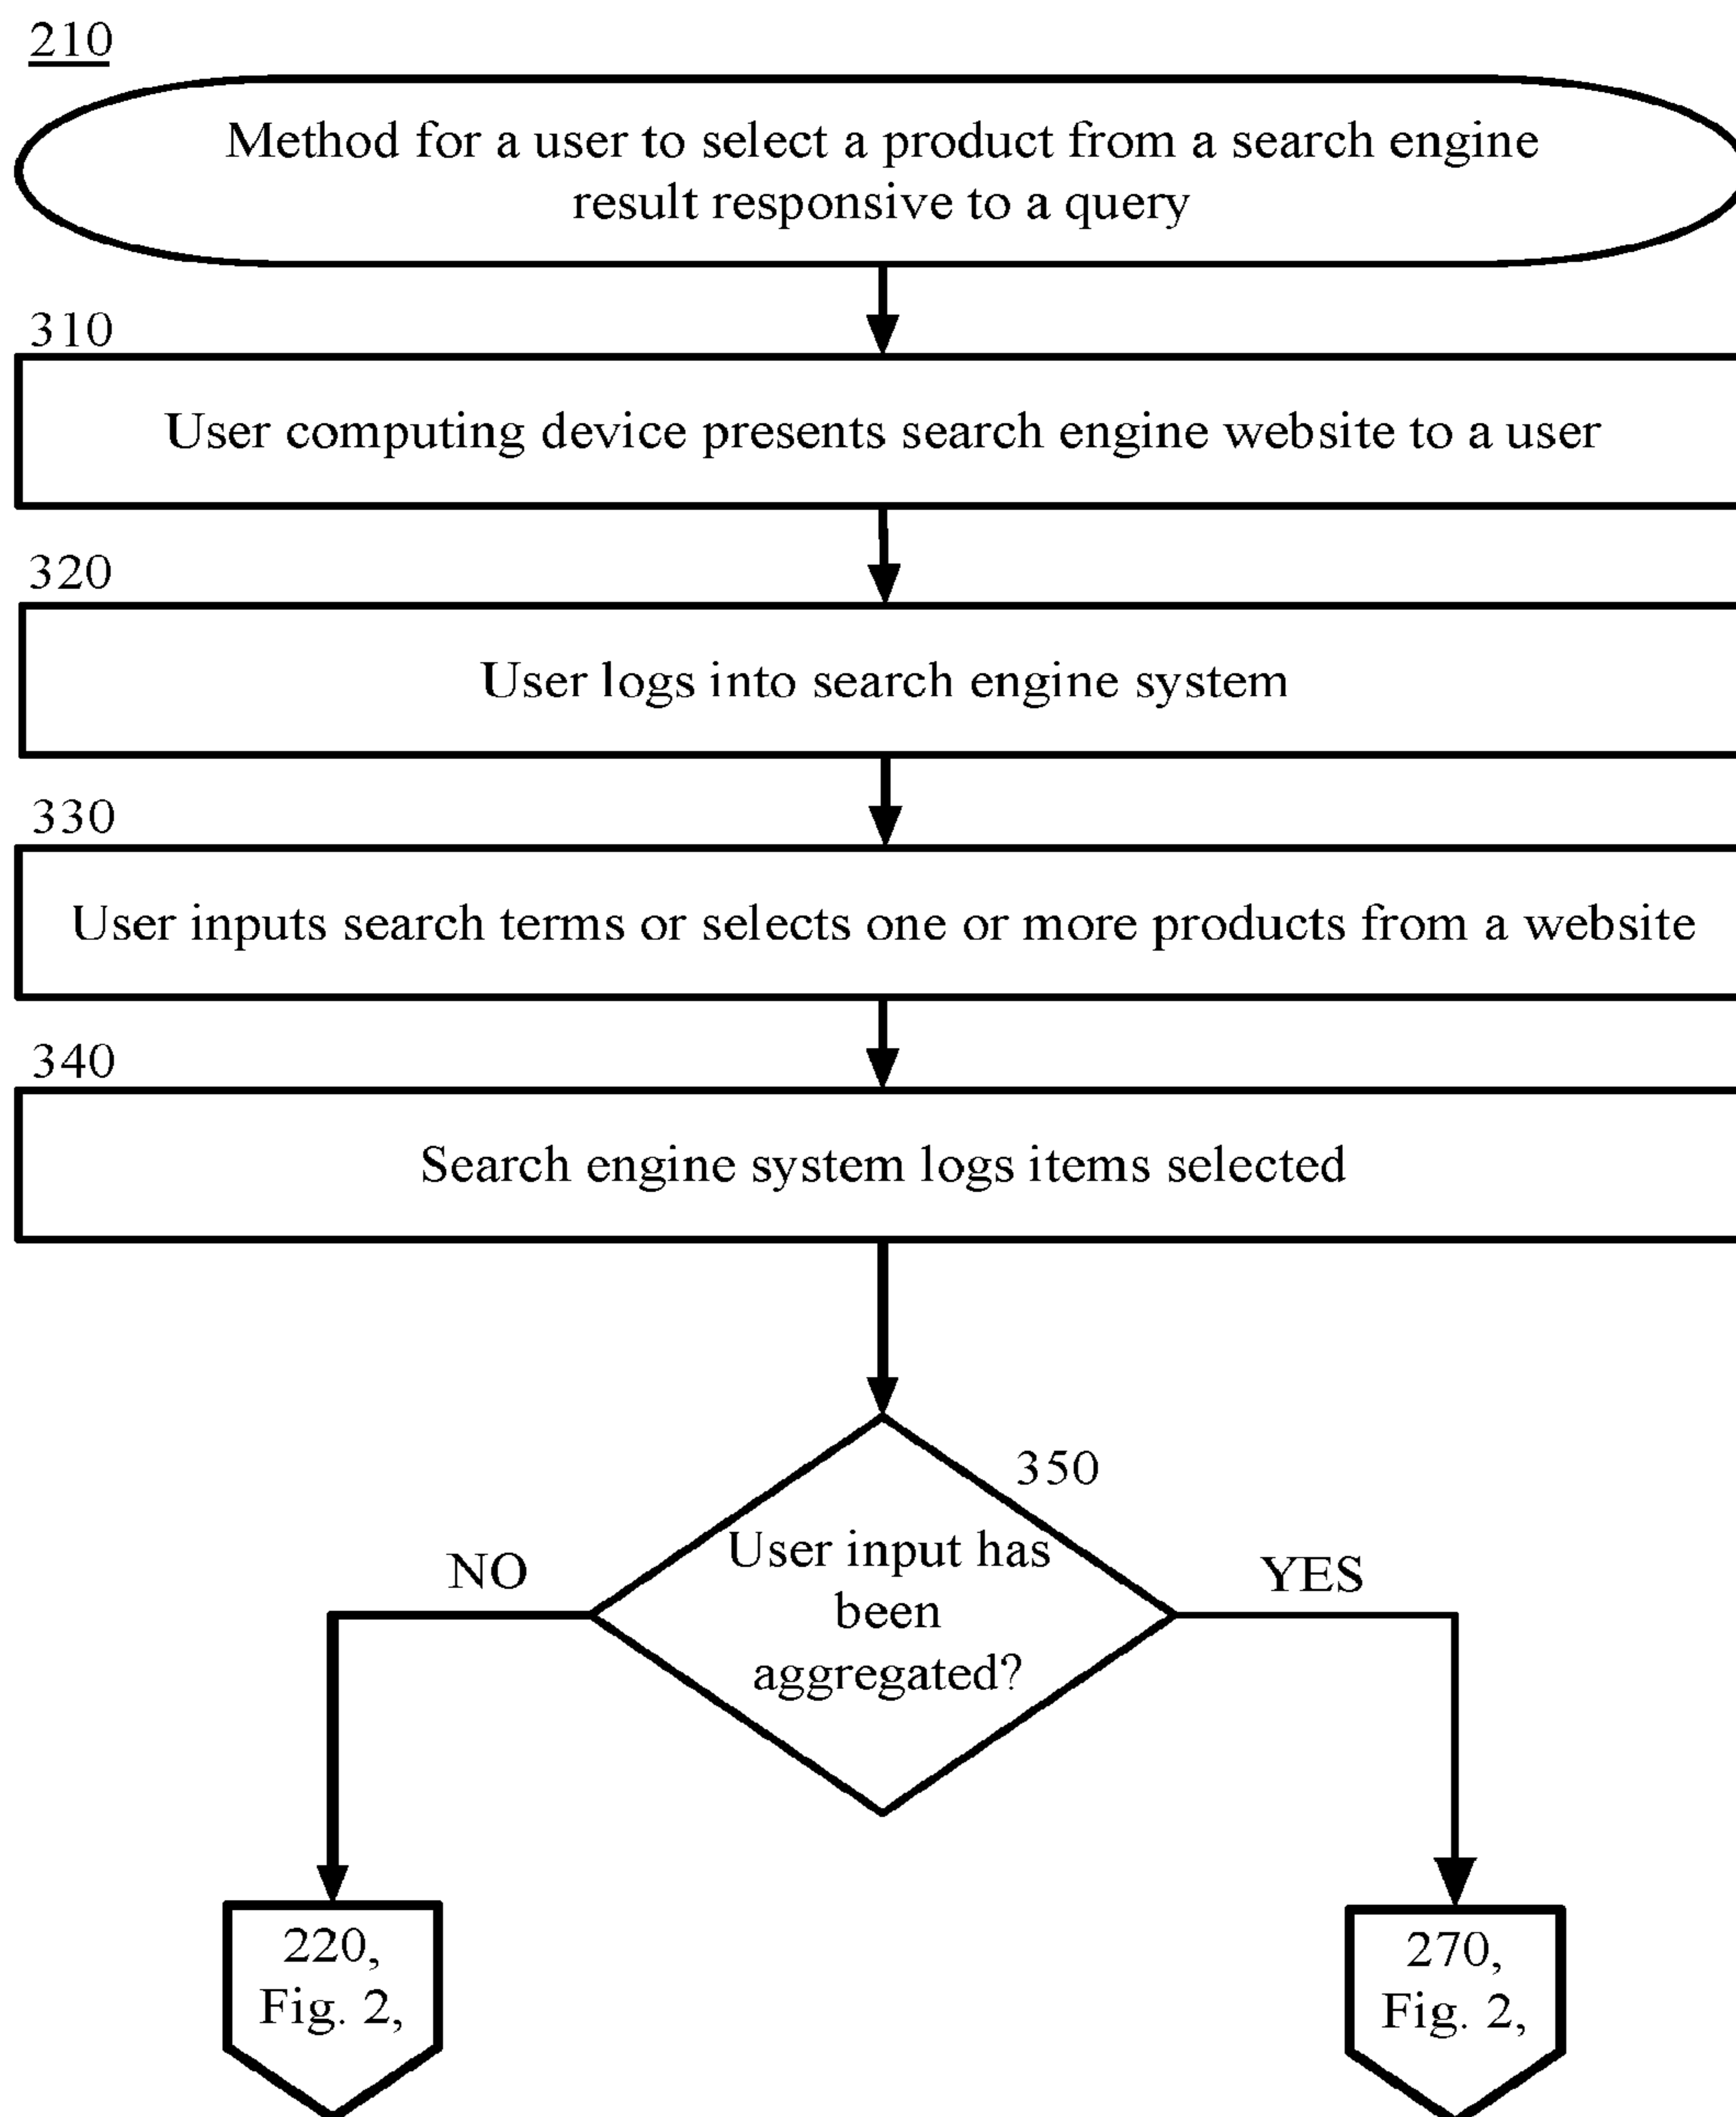 210
Method for a user to select a product from a search engine
result responsive to a query
310
User computing device presents search engine website to a user
320
User logs into search engine system
330
User inputs search terms or selects one or more products from a website
340
Search engine system logs items selected
350
User input has
been
aggregated?
NO
YES
220,
Fig. 2,
270,
Fig. 2,